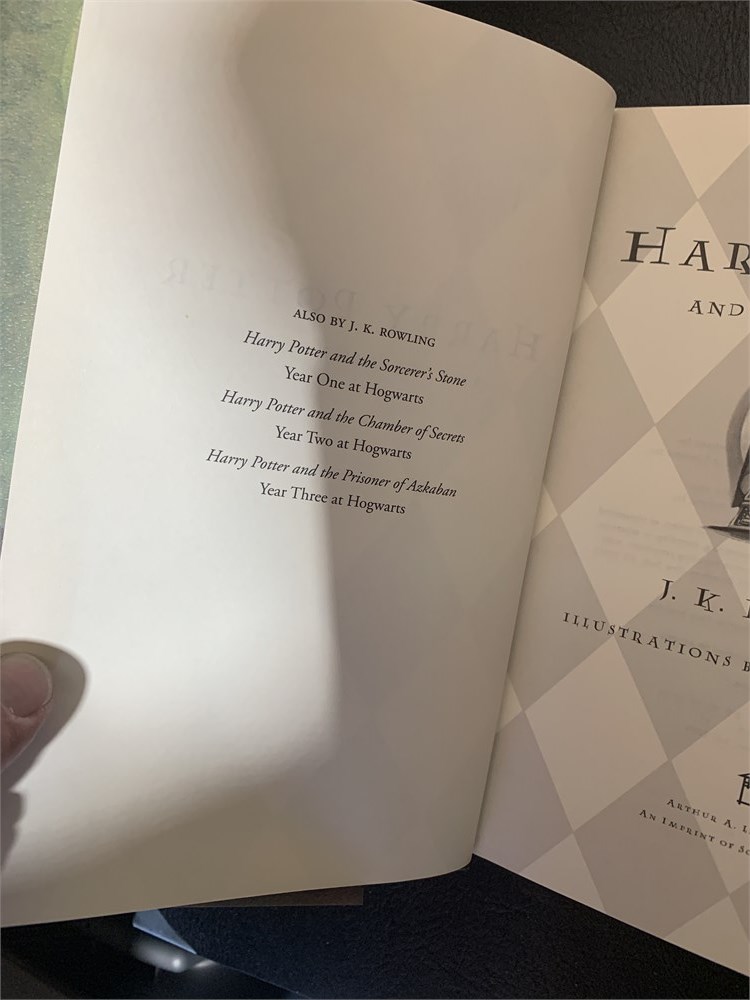 ALSO BY J. K. ROWLING
Harry Potter and the Sorcerer's Stone
Year One at Hogwarts
Harry Potter and the Chamber of Secrets
Year Two at Hogwarts
Harry Potter and the Prisoner of Azkaban
Year Three at Hogwarts
HAR
AND
J. K.
ILLUSTRATIONS B
ARTHUR A. L
AN IMPRINT OF SC